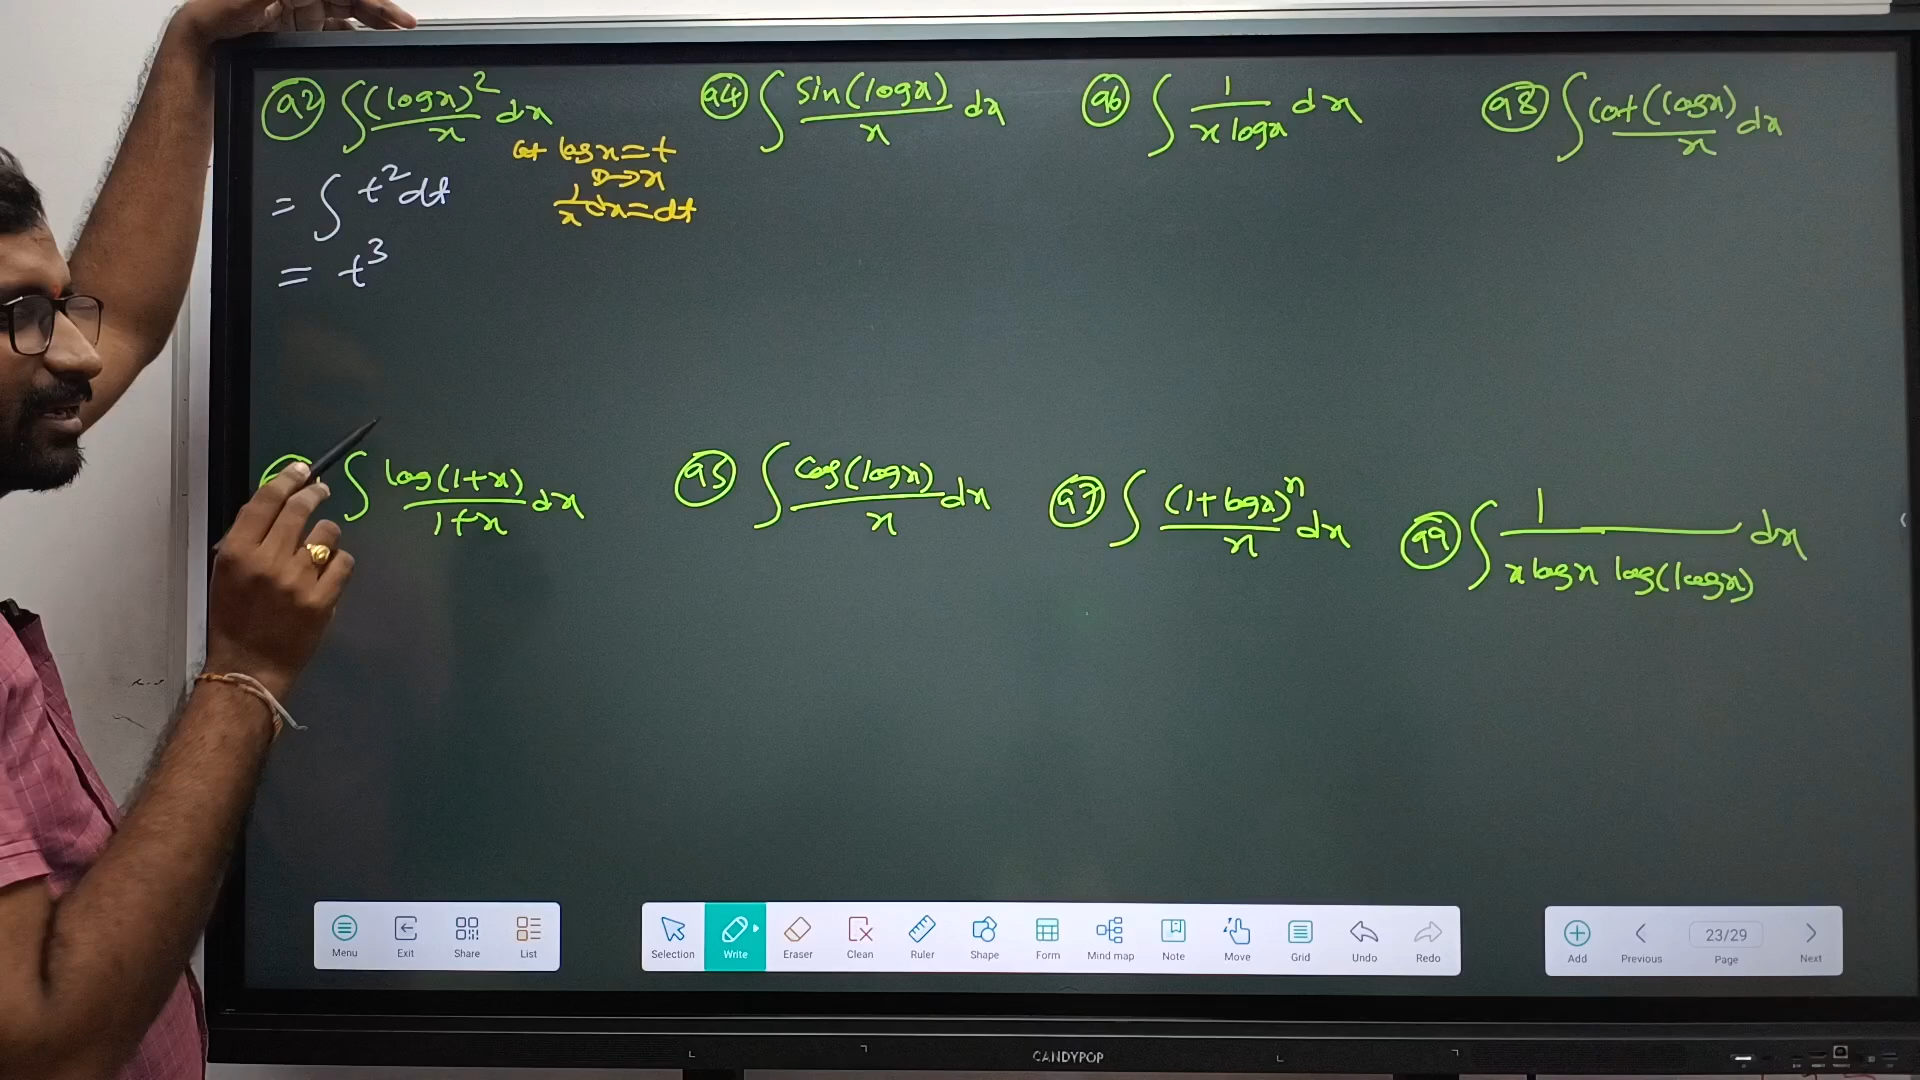 92 ∫ (logx)² / x dx
let logx = t
D→x
1/x dx = dt
= ∫ t² dt
= t³
94 ∫ Sin(logx) / x dx
96 ∫ 1 / x logx dx
98 ∫ Cot(logx) / x dx
∫ log(1+x) / 1+x dx
95 ∫ Cos(logx) / x dx
97 ∫ (1+logx)ⁿ / x dx
99 ∫ 1 / x logx log(logx) dx
Menu Exit Share List
Selection Write Eraser Clean Ruler Shape Form Mind map Note Move Grid Undo Redo
Add Previous 23/29 Page Next
CANDYPOP